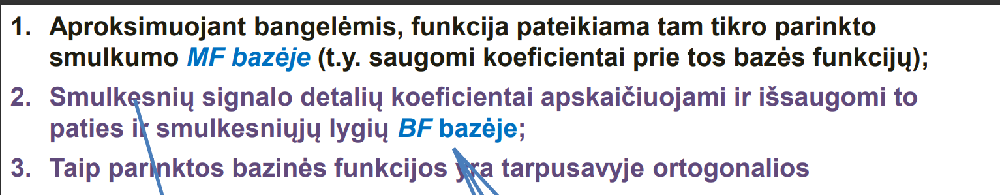 1. Aproksimuojant bangelėmis, funkcija pateikiama tam tikro parinkto
smulkumo MF bazėje (t.y. saugomi koeficientai prie tos bazės funkcijų);
2. Smulkesnių signalo detalių koeficientai apskaičiuojami ir išsaugomi to
paties ir smulkesniųjų lygių BF bazėje;
3. Taip parinktos bazinės funkcijos yra tarpusavyje ortogonalios